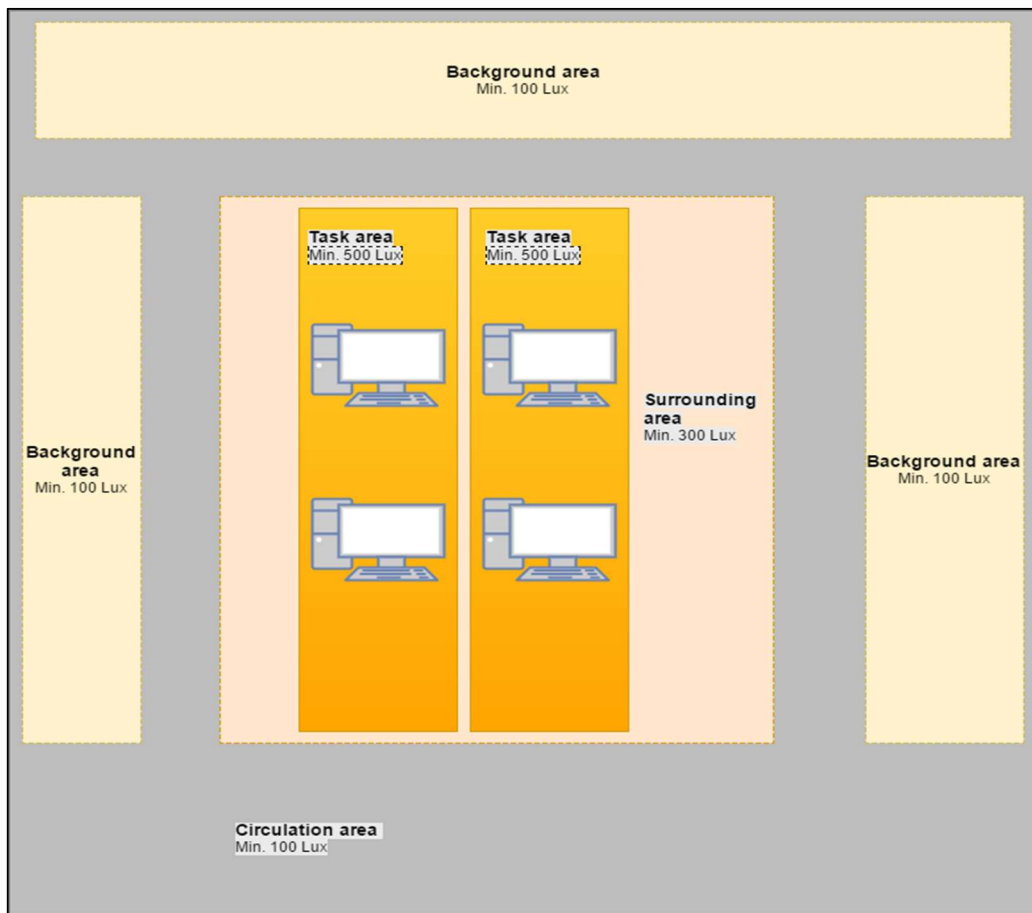 Background area
Min. 100 Lux
Task area
Min. 500 Lux
Task area
Min. 500 Lux
Surrounding
area
Min. 300 Lux
Background
area
Min. 100 Lux
Background area
Min. 100 Lux
Circulation area
Min. 100 Lux